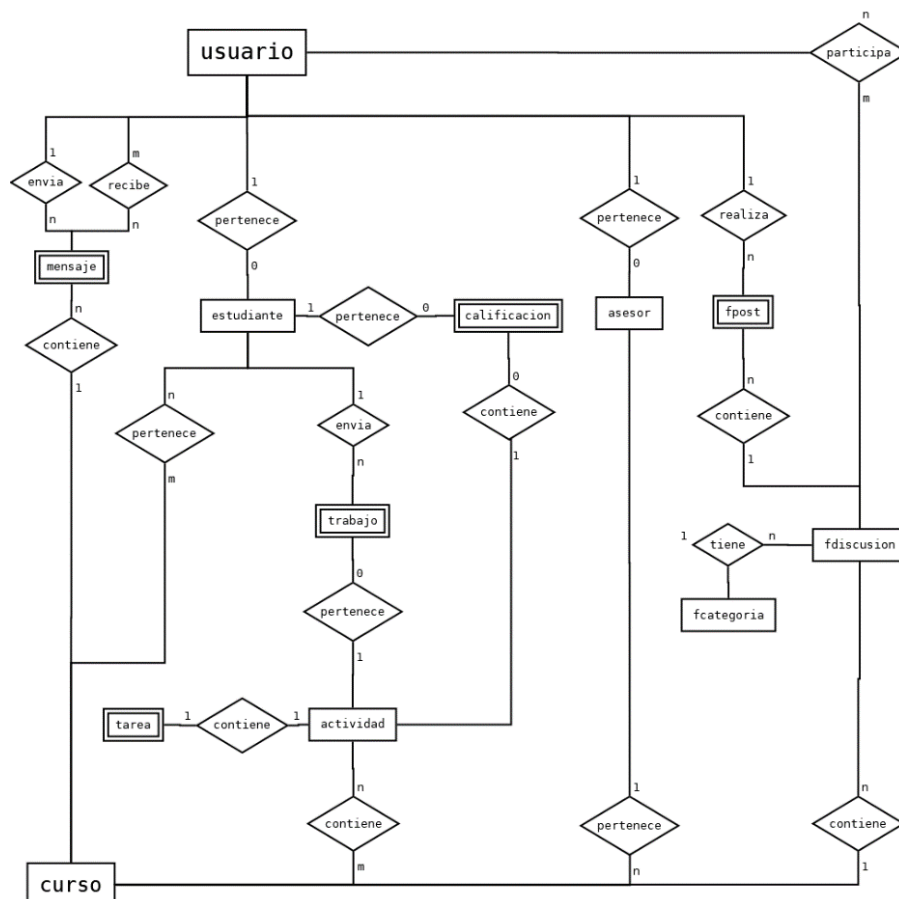 n
usuario
participa
m
1
m
envia
recibe
n
n
1
pertenece
0
1
pertenece
0
1
realiza
n
mensaje
n
contiene
1
estudiante
1
pertenece
0
calificacion
asesor
fpost
0
contiene
1
n
contiene
1
n
pertenece
m
1
envia
n
trabajo
0
pertenece
1
1
tiene
n
fdiscusion
fcategoria
tarea
1
contiene
1
actividad
n
contiene
m
1
pertenece
n
n
contiene
1
curso